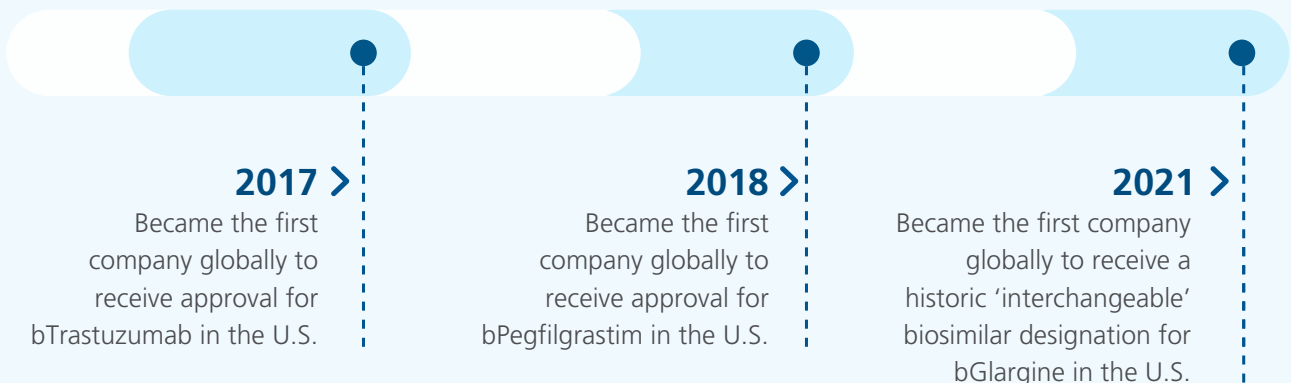 2017
Became the first
company globally to
receive approval for
bTrastuzumab in the U.S.
2018
Became the first
company globally to
receive approval for
bPegfilgrastim in the U.S.
2021
Became the first company
globally to receive a
historic ‘interchangeable’
biosimilar designation for
bGlargine in the U.S.